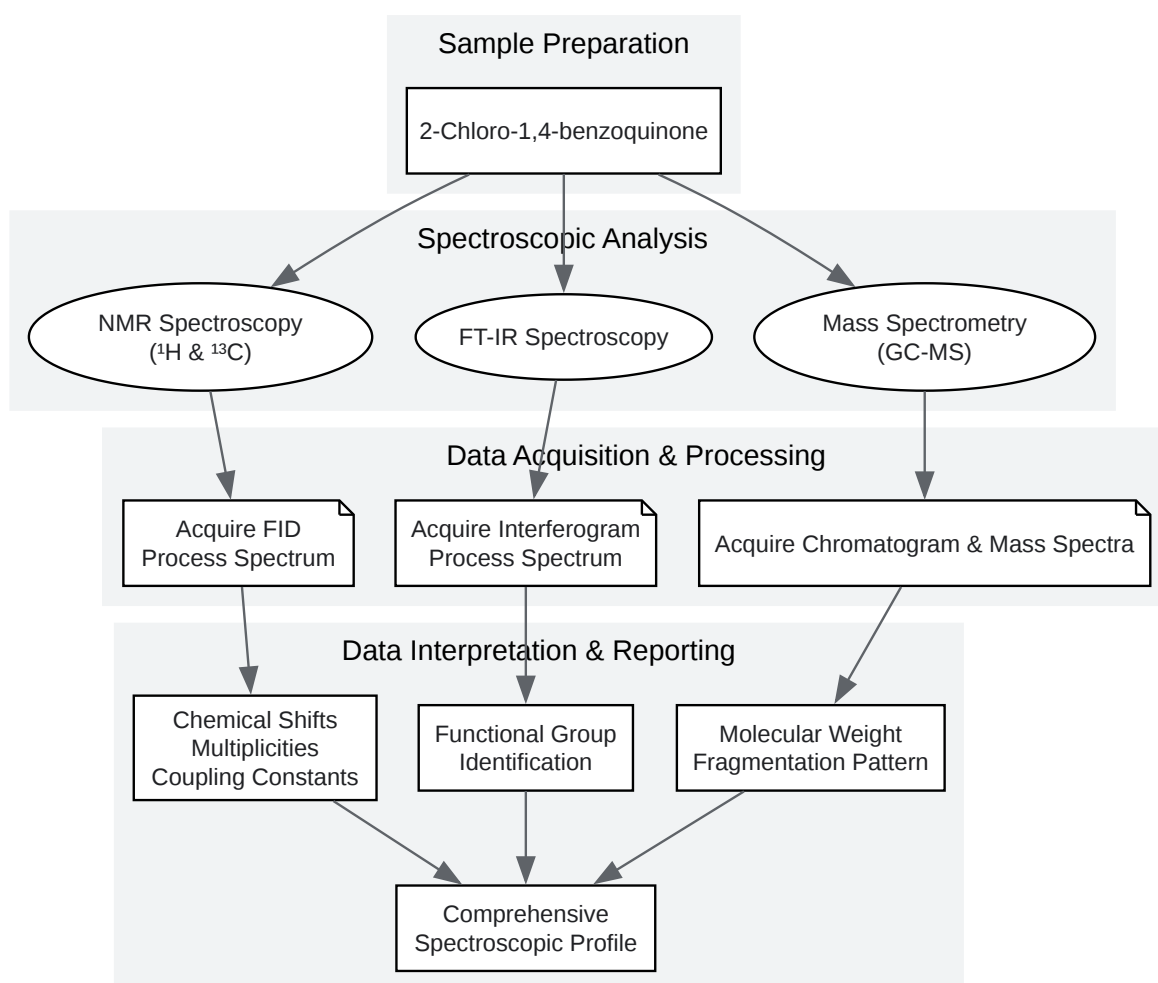 Sample Preparation
2-Chloro-1,4-benzoquinone
Spectroscopic Analysis
NMR Spectroscopy
(¹H & ¹³C)
FT-IR Spectroscopy
Mass Spectrometry
(GC-MS)
Data Acquisition & Processing
Acquire FID
Process Spectrum
Acquire Interferogram
Process Spectrum
Acquire Chromatogram & Mass Spectra
Data Interpretation & Reporting
Chemical Shifts
Multiplicities
Coupling Constants
Functional Group
Identification
Molecular Weight
Fragmentation Pattern
Comprehensive
Spectroscopic Profile